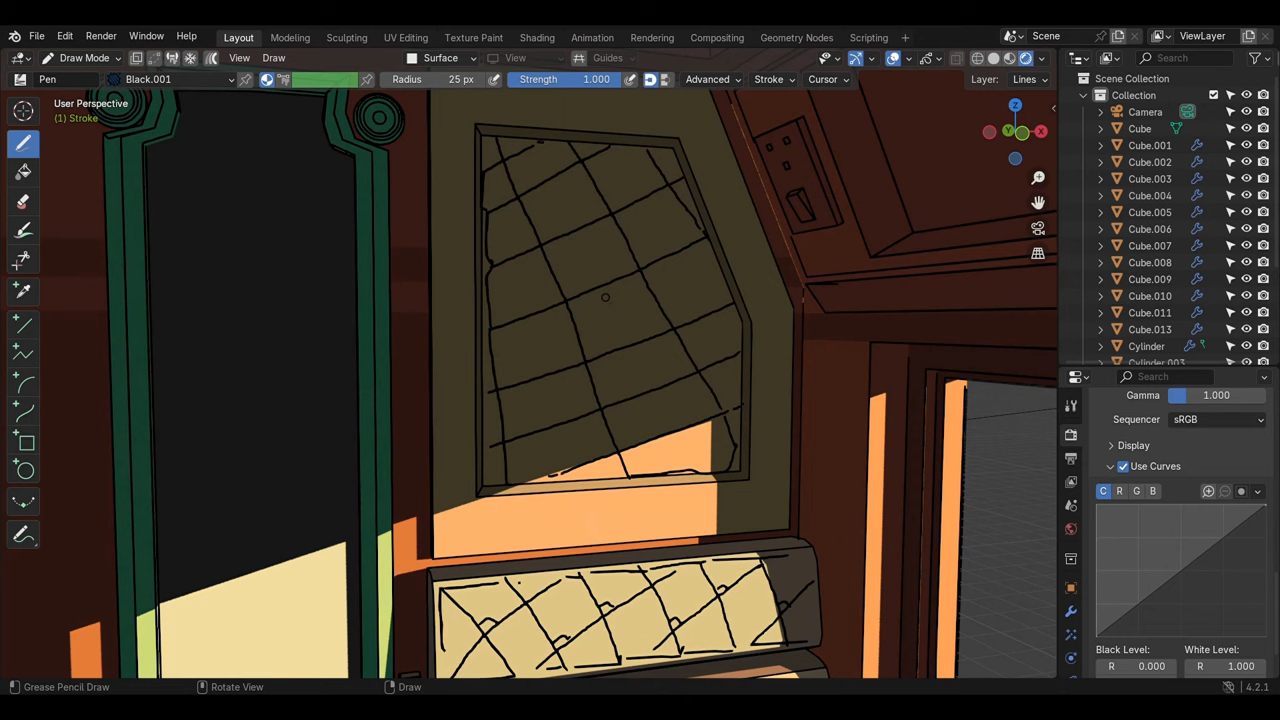 File Edit Render Window Help Layout Modeling Sculpting UV Editing Texture Paint Shading Animation Rendering Compositing Geometry Nodes Scripting Scene ViewLayer
Draw Mode View Draw Surface View Guides Search
Pen Black.001 Radius 25 px Strength 1.000 Advanced Stroke Cursor Layer: Lines
Scene Collection
Collection
User Perspective
(1) Stroke
Z
Y
X
Camera
Cube
Cube.001
Cube.002
Cube.003
Cube.004
Cube.005
Cube.006
Cube.007
Cube.008
Cube.009
Cube.010
Cube.011
Cube.013
Cylinder
Cylinder.003
Search
Gamma 1.000
Sequencer sRGB
Display
Use Curves
C R G B
Black Level: White Level:
R 0.000 R 1.000
Grease Pencil Draw Rotate View Draw 4.2.1